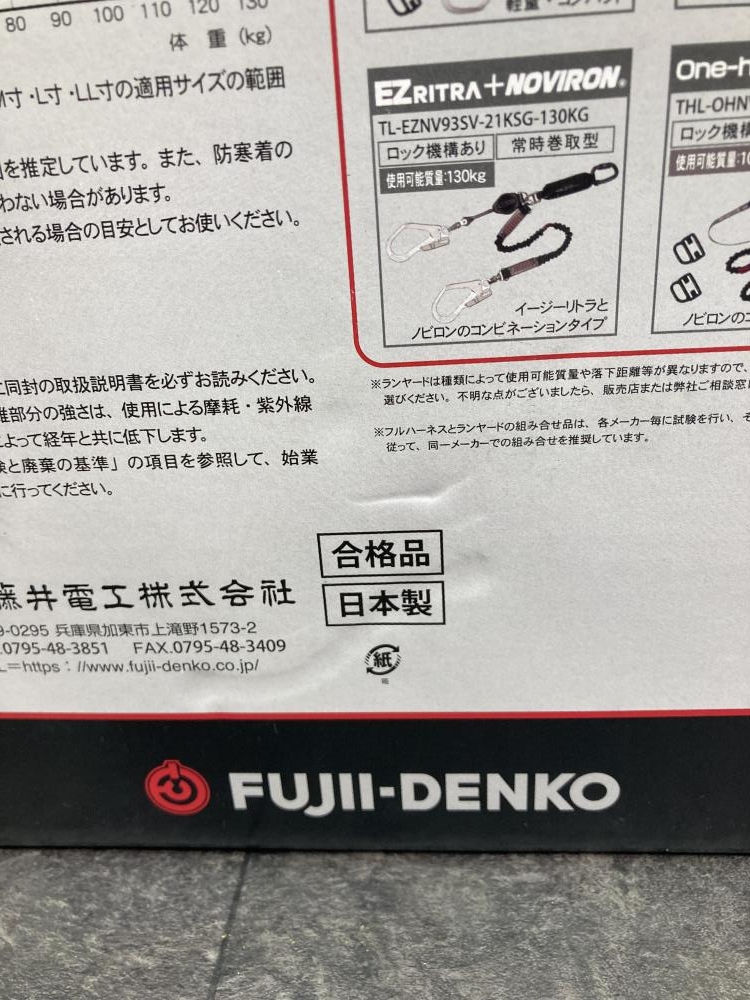 80 90 100 110 120 130
体 重 (kg)
M寸・L寸・LL寸の適用サイズの範囲
を推定しています。また、防寒着の
わない場合があります。
される場合の目安としてお使いください。
軽量・コンパクト
EZRITRA+NOVIRON®
TL-EZNV93SV-21KSG-130KG
ロック機構あり 常時巻取型
使用可能質量:130kg
イージーリトラと
ノビロンのコンビネーションタイプ
One-h
THL-OHN
ロック機構
使用可能質量:1
ノビロンのコ
※ランヤードは種類によって使用可能質量や落下距離等が異なりますので、
選びください。不明な点がございましたら、販売店または弊社ご相談窓
※フルハーネスとランヤードの組み合せ品は、各メーカー毎に試験を行い、そ
従って、同一メーカーでの組み合せを推奨しています。
同封の取扱説明書を必ずお読みください。
部分の強さは、使用による摩耗・紫外線
よって経年と共に低下します。
と廃棄の基準」の項目を参照して、始業
に行ってください。
合格品
日本製
藤井電工株式会社
9-0295 兵庫県加東市上滝野1573-2
.0795-48-3851 FAX.0795-48-3409
L=https://www.fujii-denko.co.jp/
紙
箱
FUJII-DENKO